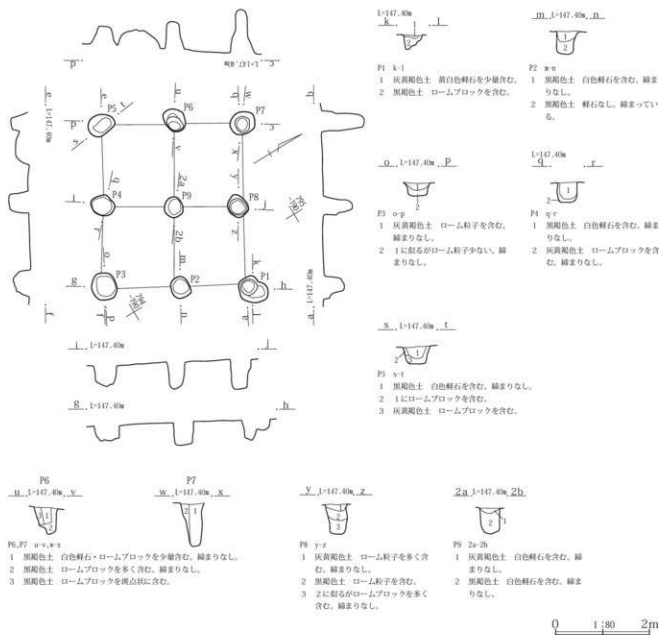 L=147.40m
k l
P1 k-l
1 灰黄褐色土 黄白色軽石を少量含む。
2 黒褐色土 ロームブロックを含む。
m L=147.40m n
P2 m-n
1 黒褐色土 白色軽石を含む。締まりなし。
2 黒褐色土 軽石なし。締まっている。
o L=147.40m p
P3 o-p
1 灰黄褐色土 ローム粒子を含む。
締まりなし。
2 1に似るがローム粒子少ない。締
まりなし。
L=147.40m
q r
P4 q-r
1 黒褐色土 白色軽石を含む。締ま
りなし。
2 灰黄褐色土 ロームブロックを含
む。締まりなし。
s L=147.40m t
P5 s-t
1 黒褐色土 白色軽石を含む。締まりなし。
2 1にロームブロックを含む。
3 灰黄褐色土 ロームブロックを含む。
P5 P6 P7
P4 P9 P8
P3 P2 P1
i L=147.40m j
g L=147.40m h
P6
u L=147.40m v
P7
w L=147.40m x
P6,P7 u-v,w-x
1 黒褐色土 白色軽石・ロームブロックを少量含む。締まりなし。
2 黒褐色土 ロームブロックを多く含む。締まりなし。
3 黒褐色土 ロームブロックを斑点状に含む。
y L=147.40m z
P8 y-z
1 灰黄褐色土 ローム粒子を多く含
む。締まりなし。
2 黒褐色土 ローム粒子を含む。
3 2に似るがロームブロックを多く
含む。締まりなし。
2a L=147.40m 2b
P9 2a-2b
1 灰黄褐色土 白色軽石を含む。締
まりなし。
2 黒褐色土 白色軽石を含む。締ま
りなし。
0 1:80 2m